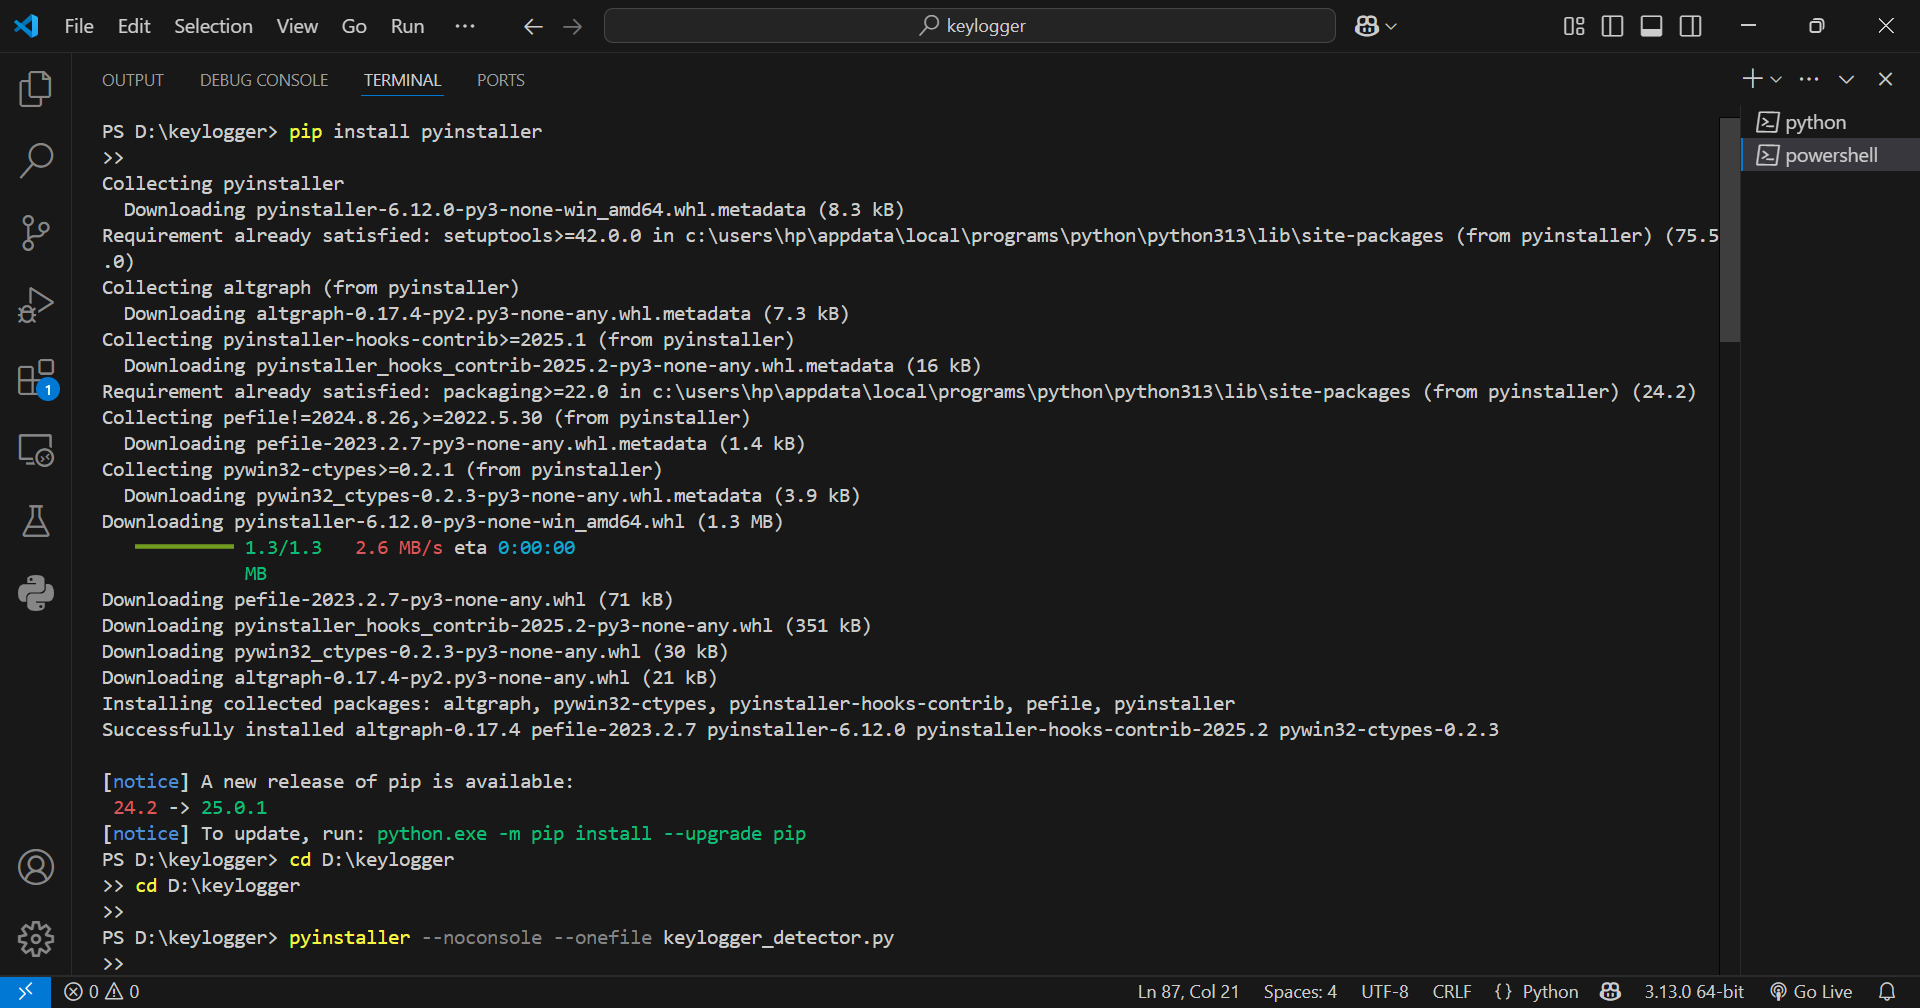 File Edit Selection View Go Run ··· keylogger
OUTPUT DEBUG CONSOLE TERMINAL PORTS
PS D:\keylogger> pip install pyinstaller
>>
Collecting pyinstaller
  Downloading pyinstaller-6.12.0-py3-none-win_amd64.whl.metadata (8.3 kB)
Requirement already satisfied: setuptools>=42.0.0 in c:\users\hp\appdata\local\programs\python\python313\lib\site-packages (from pyinstaller) (75.5
.0)
Collecting altgraph (from pyinstaller)
  Downloading altgraph-0.17.4-py2.py3-none-any.whl.metadata (7.3 kB)
Collecting pyinstaller-hooks-contrib>=2025.1 (from pyinstaller)
  Downloading pyinstaller_hooks_contrib-2025.2-py3-none-any.whl.metadata (16 kB)
Requirement already satisfied: packaging>=22.0 in c:\users\hp\appdata\local\programs\python\python313\lib\site-packages (from pyinstaller) (24.2)
Collecting pefile!=2024.8.26,>=2022.5.30 (from pyinstaller)
  Downloading pefile-2023.2.7-py3-none-any.whl.metadata (1.4 kB)
Collecting pywin32-ctypes>=0.2.1 (from pyinstaller)
  Downloading pywin32_ctypes-0.2.3-py3-none-any.whl.metadata (3.9 kB)
Downloading pyinstaller-6.12.0-py3-none-win_amd64.whl (1.3 MB)
1.3/1.3 2.6 MB/s eta 0:00:00
MB
Downloading pefile-2023.2.7-py3-none-any.whl (71 kB)
Downloading pyinstaller_hooks_contrib-2025.2-py3-none-any.whl (351 kB)
Downloading pywin32_ctypes-0.2.3-py3-none-any.whl (30 kB)
Downloading altgraph-0.17.4-py2.py3-none-any.whl (21 kB)
Installing collected packages: altgraph, pywin32-ctypes, pyinstaller-hooks-contrib, pefile, pyinstaller
Successfully installed altgraph-0.17.4 pefile-2023.2.7 pyinstaller-6.12.0 pyinstaller-hooks-contrib-2025.2 pywin32-ctypes-0.2.3
[notice] A new release of pip is available:
24.2 -> 25.0.1
[notice] To update, run: python.exe -m pip install --upgrade pip
PS D:\keylogger> cd D:\keylogger
>> cd D:\keylogger
>>
PS D:\keylogger> pyinstaller --noconsole --onefile keylogger_detector.py
>>
python
powershell
1
0 0 Ln 87, Col 21 Spaces: 4 UTF-8 CRLF {} Python 3.13.0 64-bit Go Live